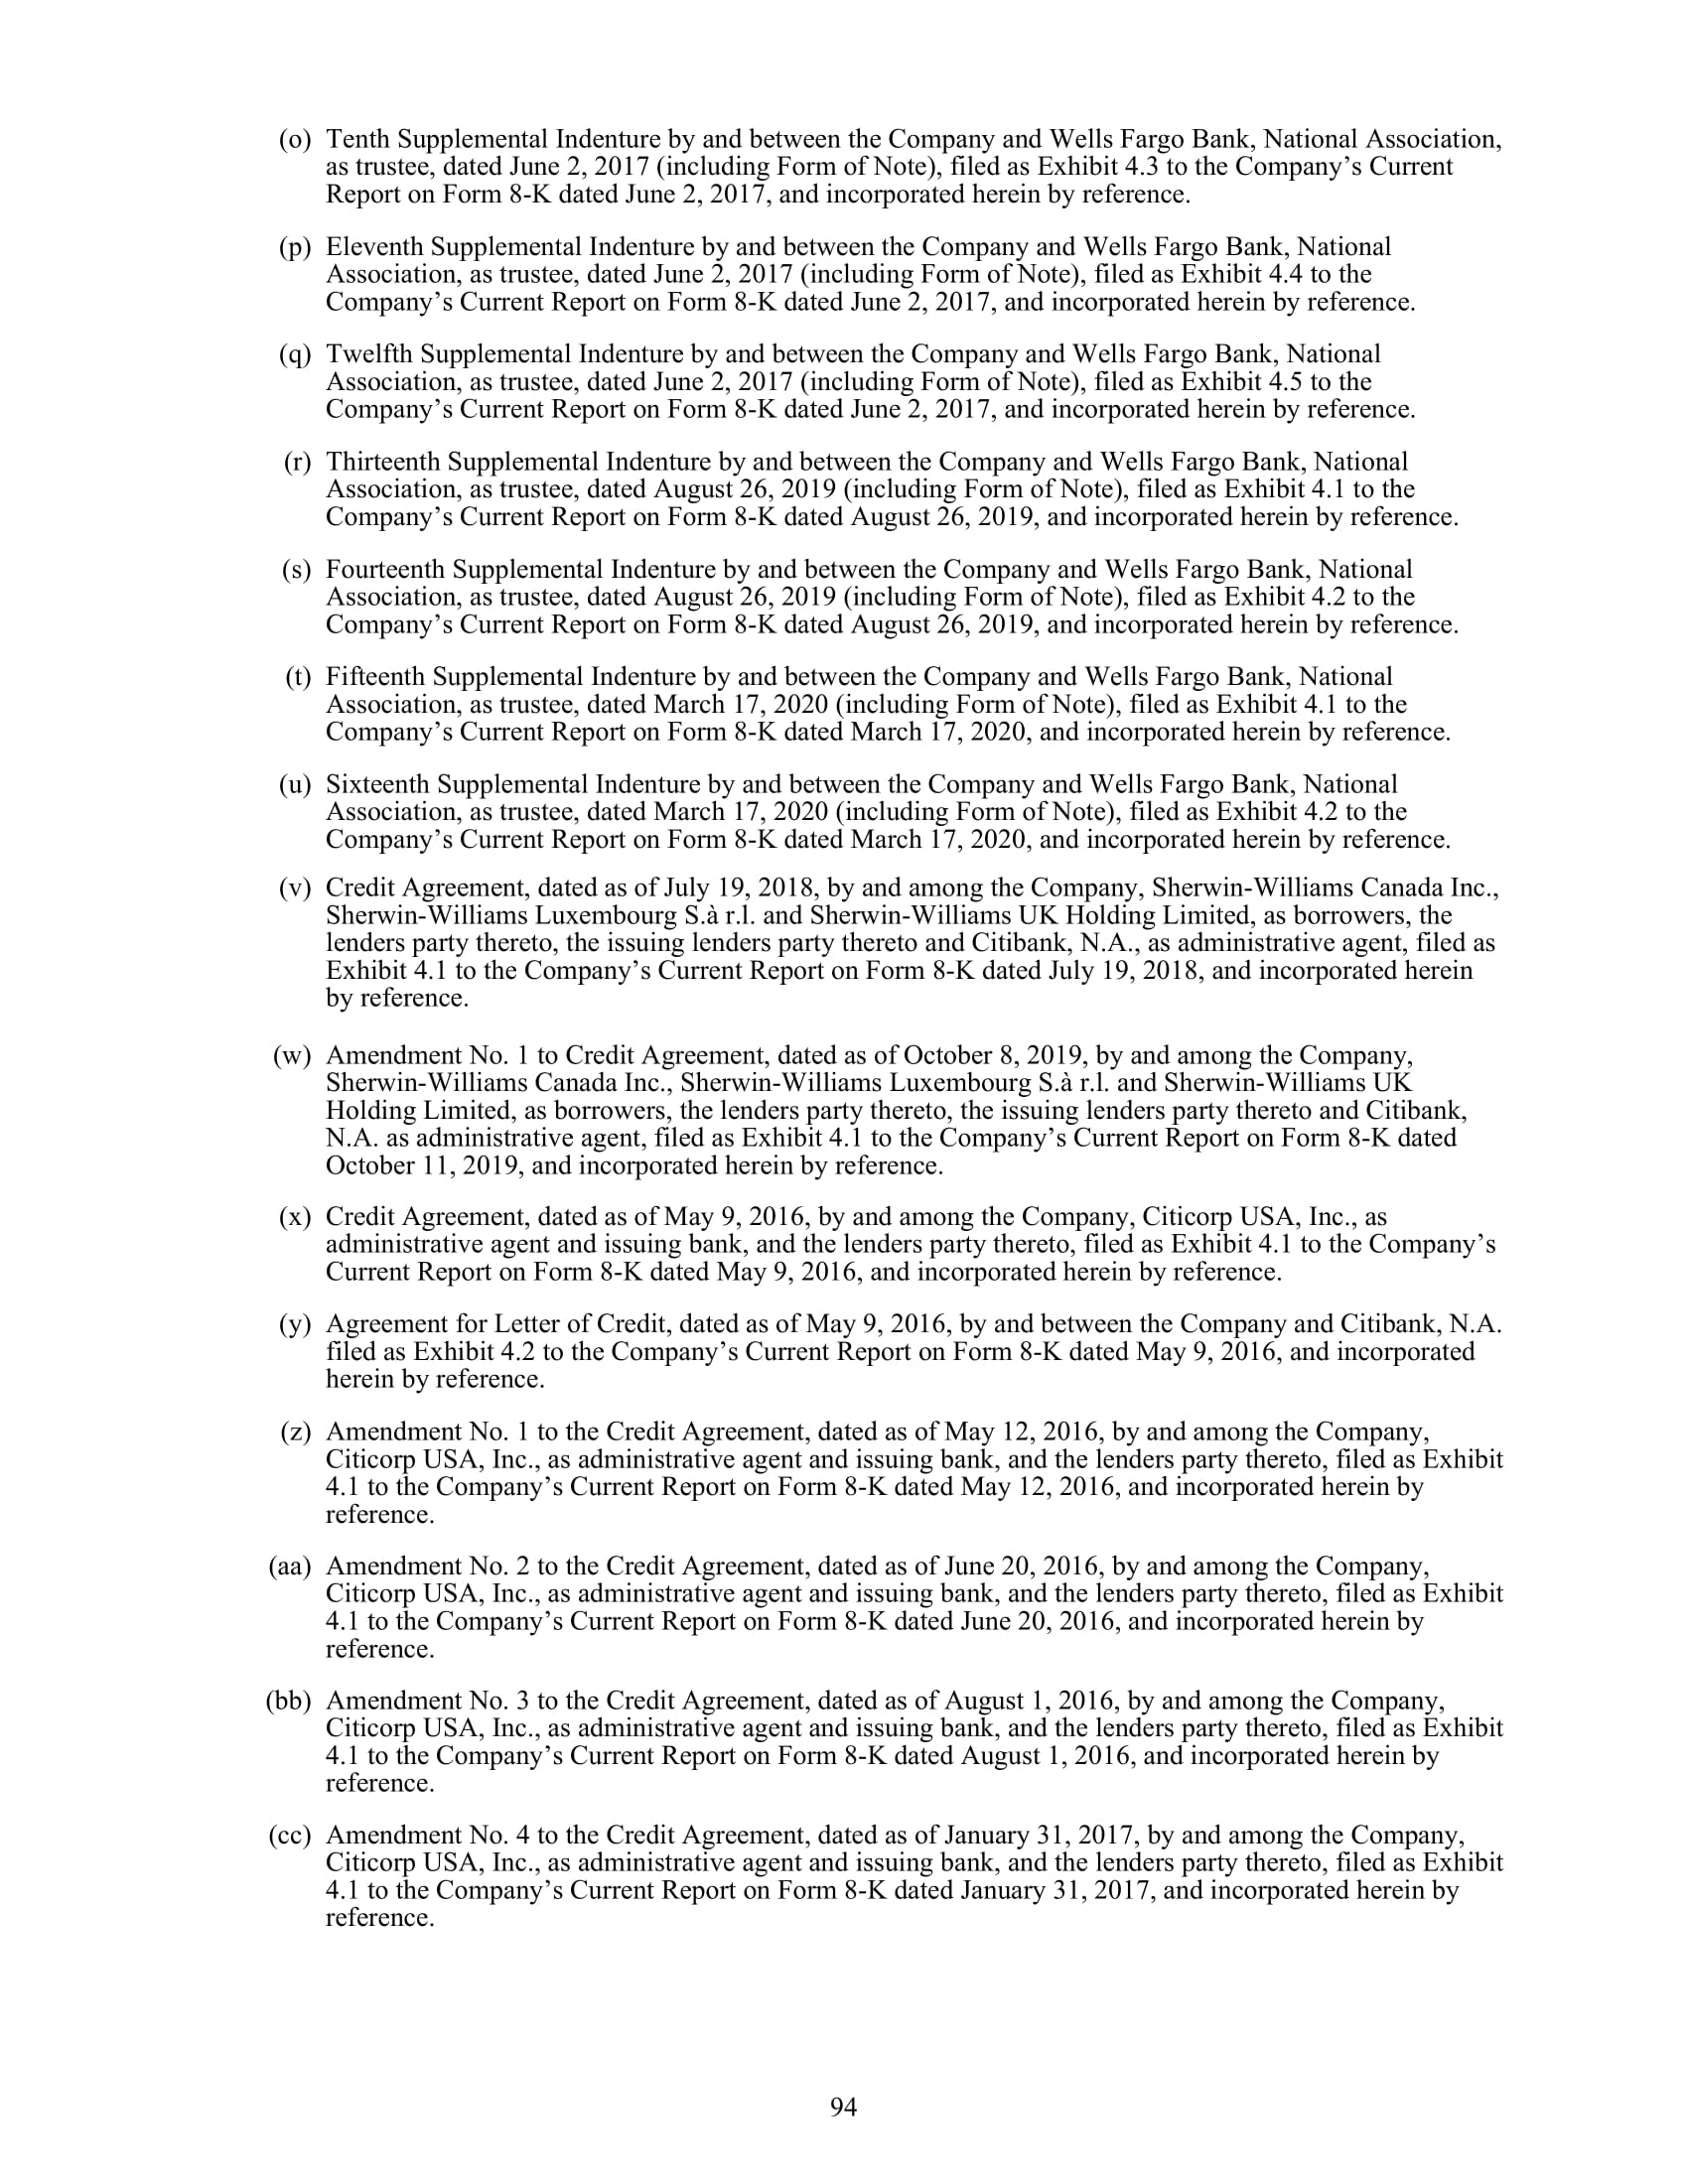 (o) Tenth Supplemental Indenture by and between the Company and Wells Fargo Bank, National Association,
as trustee, dated June 2, 2017 (including Form of Note), filed as Exhibit 4.3 to the Company’s Current
Report on Form 8-K dated June 2, 2017, and incorporated herein by reference.
(p) Eleventh Supplemental Indenture by and between the Company and Wells Fargo Bank, National
Association, as trustee, dated June 2, 2017 (including Form of Note), filed as Exhibit 4.4 to the
Company’s Current Report on Form 8-K dated June 2, 2017, and incorporated herein by reference.
(q) Twelfth Supplemental Indenture by and between the Company and Wells Fargo Bank, National
Association, as trustee, dated June 2, 2017 (including Form of Note), filed as Exhibit 4.5 to the
Company’s Current Report on Form 8-K dated June 2, 2017, and incorporated herein by reference.
(r) Thirteenth Supplemental Indenture by and between the Company and Wells Fargo Bank, National
Association, as trustee, dated August 26, 2019 (including Form of Note), filed as Exhibit 4.1 to the
Company’s Current Report on Form 8-K dated August 26, 2019, and incorporated herein by reference.
(s) Fourteenth Supplemental Indenture by and between the Company and Wells Fargo Bank, National
Association, as trustee, dated August 26, 2019 (including Form of Note), filed as Exhibit 4.2 to the
Company’s Current Report on Form 8-K dated August 26, 2019, and incorporated herein by reference.
(t) Fifteenth Supplemental Indenture by and between the Company and Wells Fargo Bank, National
Association, as trustee, dated March 17, 2020 (including Form of Note), filed as Exhibit 4.1 to the
Company’s Current Report on Form 8-K dated March 17, 2020, and incorporated herein by reference.
(u) Sixteenth Supplemental Indenture by and between the Company and Wells Fargo Bank, National
Association, as trustee, dated March 17, 2020 (including Form of Note), filed as Exhibit 4.2 to the
Company’s Current Report on Form 8-K dated March 17, 2020, and incorporated herein by reference.
(v) Credit Agreement, dated as of July 19, 2018, by and among the Company, Sherwin-Williams Canada Inc.,
Sherwin-Williams Luxembourg S.à r.l. and Sherwin-Williams UK Holding Limited, as borrowers, the
lenders party thereto, the issuing lenders party thereto and Citibank, N.A., as administrative agent, filed as
Exhibit 4.1 to the Company’s Current Report on Form 8-K dated July 19, 2018, and incorporated herein
by reference.
(w) Amendment No. 1 to Credit Agreement, dated as of October 8, 2019, by and among the Company,
Sherwin-Williams Canada Inc., Sherwin-Williams Luxembourg S.à r.l. and Sherwin-Williams UK
Holding Limited, as borrowers, the lenders party thereto, the issuing lenders party thereto and Citibank,
N.A. as administrative agent, filed as Exhibit 4.1 to the Company’s Current Report on Form 8-K dated
October 11, 2019, and incorporated herein by reference.
(x) Credit Agreement, dated as of May 9, 2016, by and among the Company, Citicorp USA, Inc., as
administrative agent and issuing bank, and the lenders party thereto, filed as Exhibit 4.1 to the Company’s
Current Report on Form 8-K dated May 9, 2016, and incorporated herein by reference.
(y) Agreement for Letter of Credit, dated as of May 9, 2016, by and between the Company and Citibank, N.A.
filed as Exhibit 4.2 to the Company’s Current Report on Form 8-K dated May 9, 2016, and incorporated
herein by reference.
(z) Amendment No. 1 to the Credit Agreement, dated as of May 12, 2016, by and among the Company,
Citicorp USA, Inc., as administrative agent and issuing bank, and the lenders party thereto, filed as Exhibit
4.1 to the Company’s Current Report on Form 8-K dated May 12, 2016, and incorporated herein by
reference.
(aa) Amendment No. 2 to the Credit Agreement, dated as of June 20, 2016, by and among the Company,
Citicorp USA, Inc., as administrative agent and issuing bank, and the lenders party thereto, filed as Exhibit
4.1 to the Company’s Current Report on Form 8-K dated June 20, 2016, and incorporated herein by
reference.
(bb) Amendment No. 3 to the Credit Agreement, dated as of August 1, 2016, by and among the Company,
Citicorp USA, Inc., as administrative agent and issuing bank, and the lenders party thereto, filed as Exhibit
4.1 to the Company’s Current Report on Form 8-K dated August 1, 2016, and incorporated herein by
reference.
(cc) Amendment No. 4 to the Credit Agreement, dated as of January 31, 2017, by and among the Company,
Citicorp USA, Inc., as administrative agent and issuing bank, and the lenders party thereto, filed as Exhibit
4.1 to the Company’s Current Report on Form 8-K dated January 31, 2017, and incorporated herein by
reference.
94